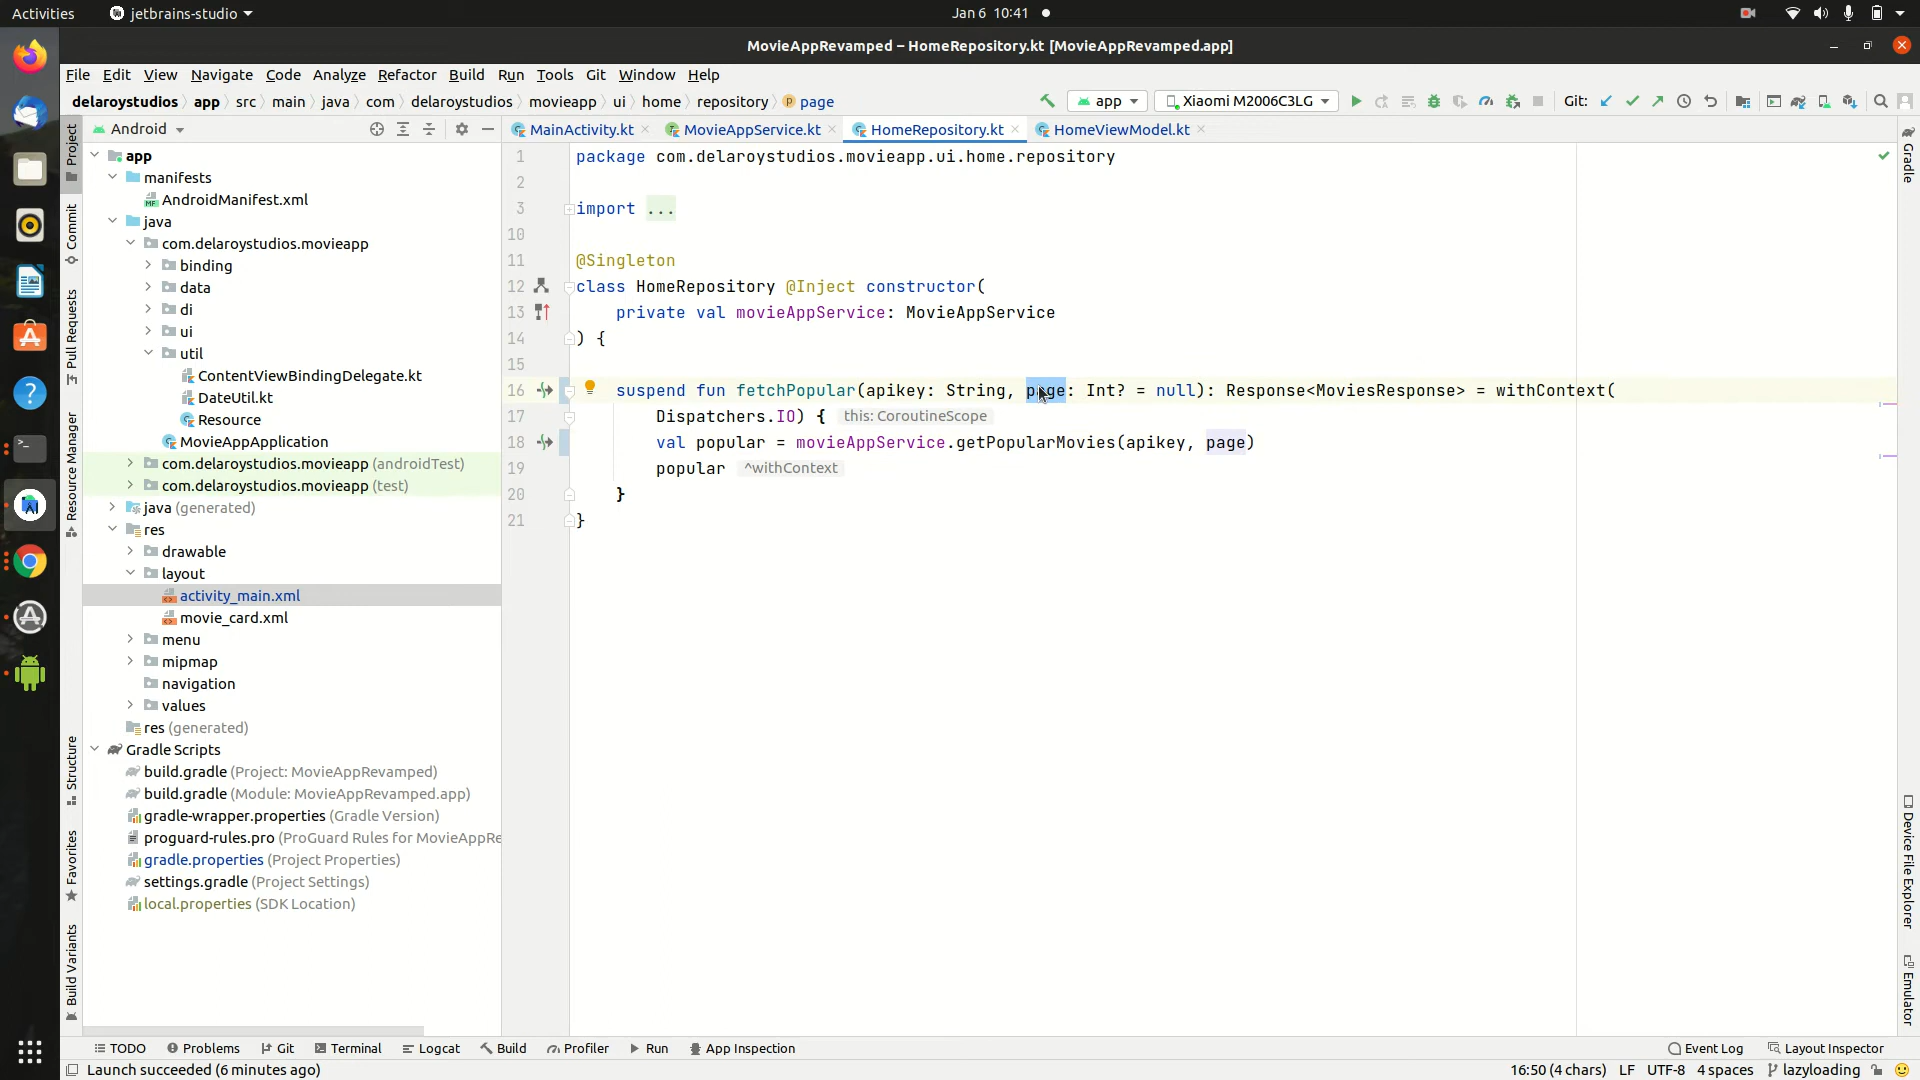 Activities
jetbrains-studio
Jan 6 10:41
MovieAppRevamped – HomeRepository.kt [MovieAppRevamped.app]
File Edit View Navigate Code Analyze Refactor Build Run Tools Git Window Help
delaroystudios app src main java com delaroystudios movieapp ui home repository page
app
Xiaomi M2006C3LG
Git:
Android
MainActivity.kt
MovieAppService.kt
HomeRepository.kt
HomeViewModel.kt
Project
Commit
Pull Requests
Resource Manager
Structure
Favorites
Build Variants
app
manifests
AndroidManifest.xml
java
com.delaroystudios.movieapp
binding
data
di
ui
util
ContentViewBindingDelegate.kt
DateUtil.kt
Resource
MovieAppApplication
com.delaroystudios.movieapp (androidTest)
com.delaroystudios.movieapp (test)
java (generated)
res
drawable
layout
activity_main.xml
movie_card.xml
menu
mipmap
navigation
values
res (generated)
Gradle Scripts
build.gradle (Project: MovieAppRevamped)
build.gradle (Module: MovieAppRevamped.app)
gradle-wrapper.properties (Gradle Version)
proguard-rules.pro (ProGuard Rules for MovieAppRe
gradle.properties (Project Properties)
settings.gradle (Project Settings)
local.properties (SDK Location)
1 package com.delaroystudios.movieapp.ui.home.repository
2
3 import ...
10
11 @Singleton
12 class HomeRepository @Inject constructor(
13 private val movieAppService: MovieAppService
14 ) {
15
16 suspend fun fetchPopular(apikey: String, page: Int? = null): Response<MoviesResponse> = withContext(
17 Dispatchers.IO) { this: CoroutineScope
18 val popular = movieAppService.getPopularMovies(apikey, page)
19 popular ^withContext
20 }
21 }
Gradle
Device File Explorer
Emulator
TODO Problems Git Terminal Logcat Build Profiler Run App Inspection
Event Log Layout Inspector
Launch succeeded (6 minutes ago)
16:50 (4 chars) LF UTF-8 4 spaces lazyloading